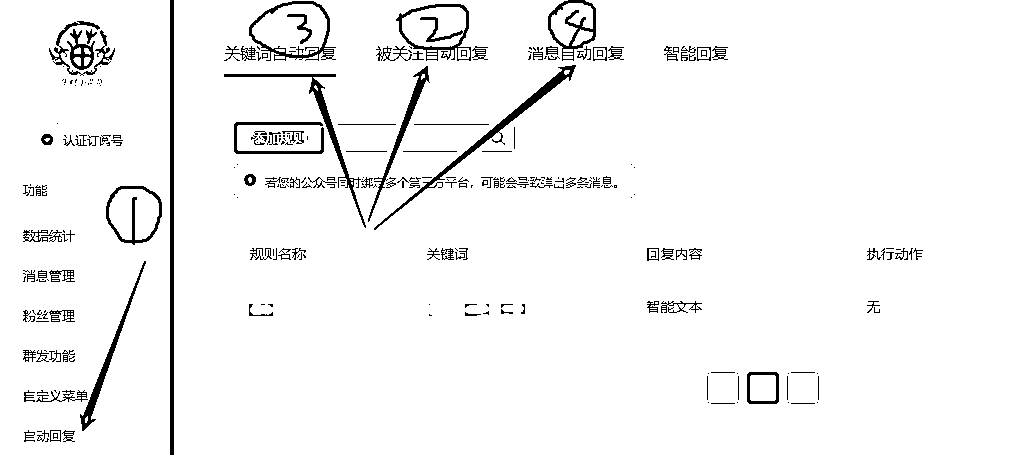 3
2
4
关键词自动回复
被关注自动回复
消息自动回复
智能回复
认证订阅号
添加规则
若您的公众号同时绑定多个第三方平台，可能会导致弹出多条消息。
功能
1
数据统计
消息管理
粉丝管理
群发功能
自定义菜单
自动回复
规则名称
关键词
回复内容
执行动作
智能文本
无